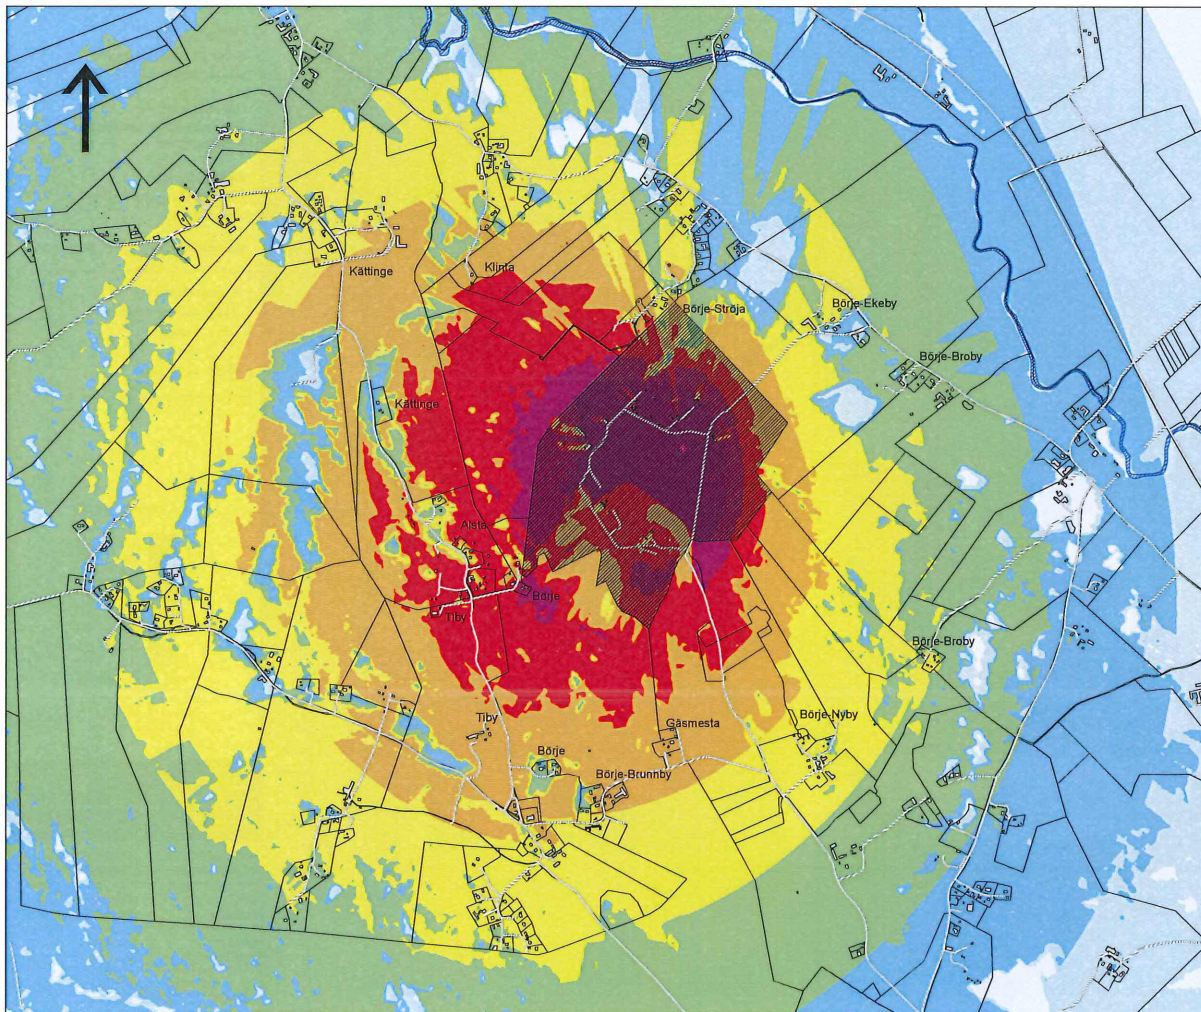 Kättinge
Klinta
Börje-Ströja
Börje-Ekeby
Börje-Broby
Kättinge
Alsta
Börje
Tiby
Börje-Broby
Tiby
Gäsmesta
Börje-Nyby
Börje
Börje-Brunnby